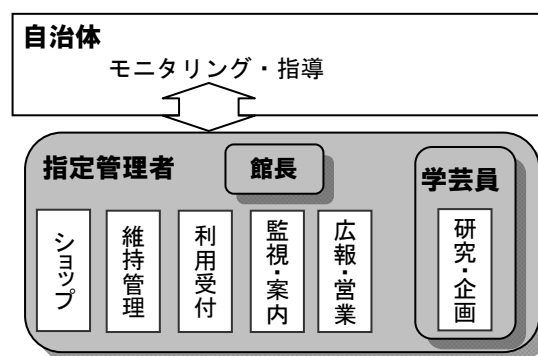 自治体
モニタリング・指導
指定管理者
館長
学芸員
ショップ
維持管理
利用受付
監視・案内
広報・営業
研究・企画